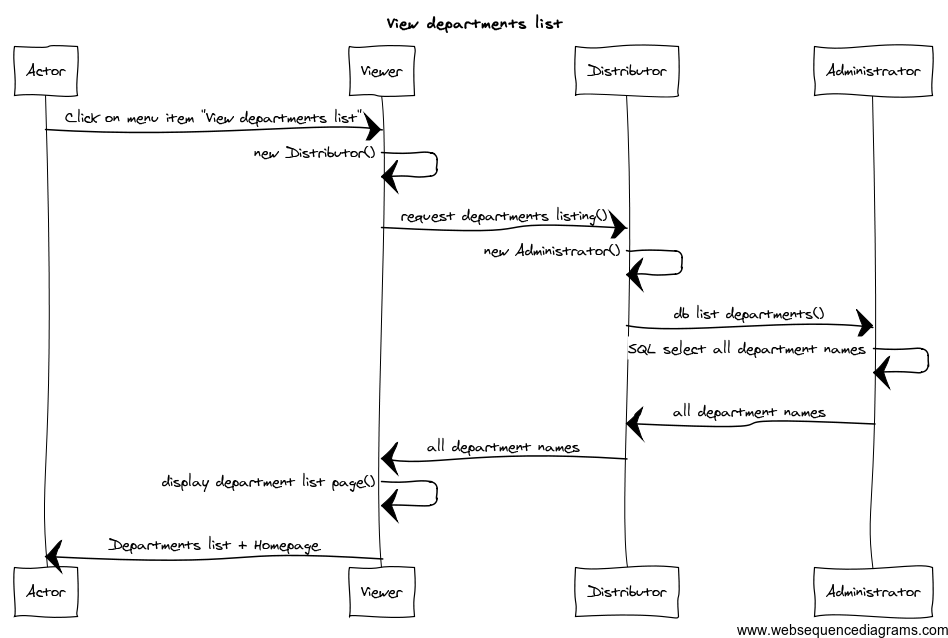 View departments list
Actor
Viewer
Distributor
Administrator
Click on menu item "View departments list"
new Distributor()
request departments listing()
new Administrator()
db list departments()
SQL select all department names
all department names
all department names
display department list page()
Departments list + Homepage
Actor
Viewer
Distributor
Administrator
www.websequencediagrams.com